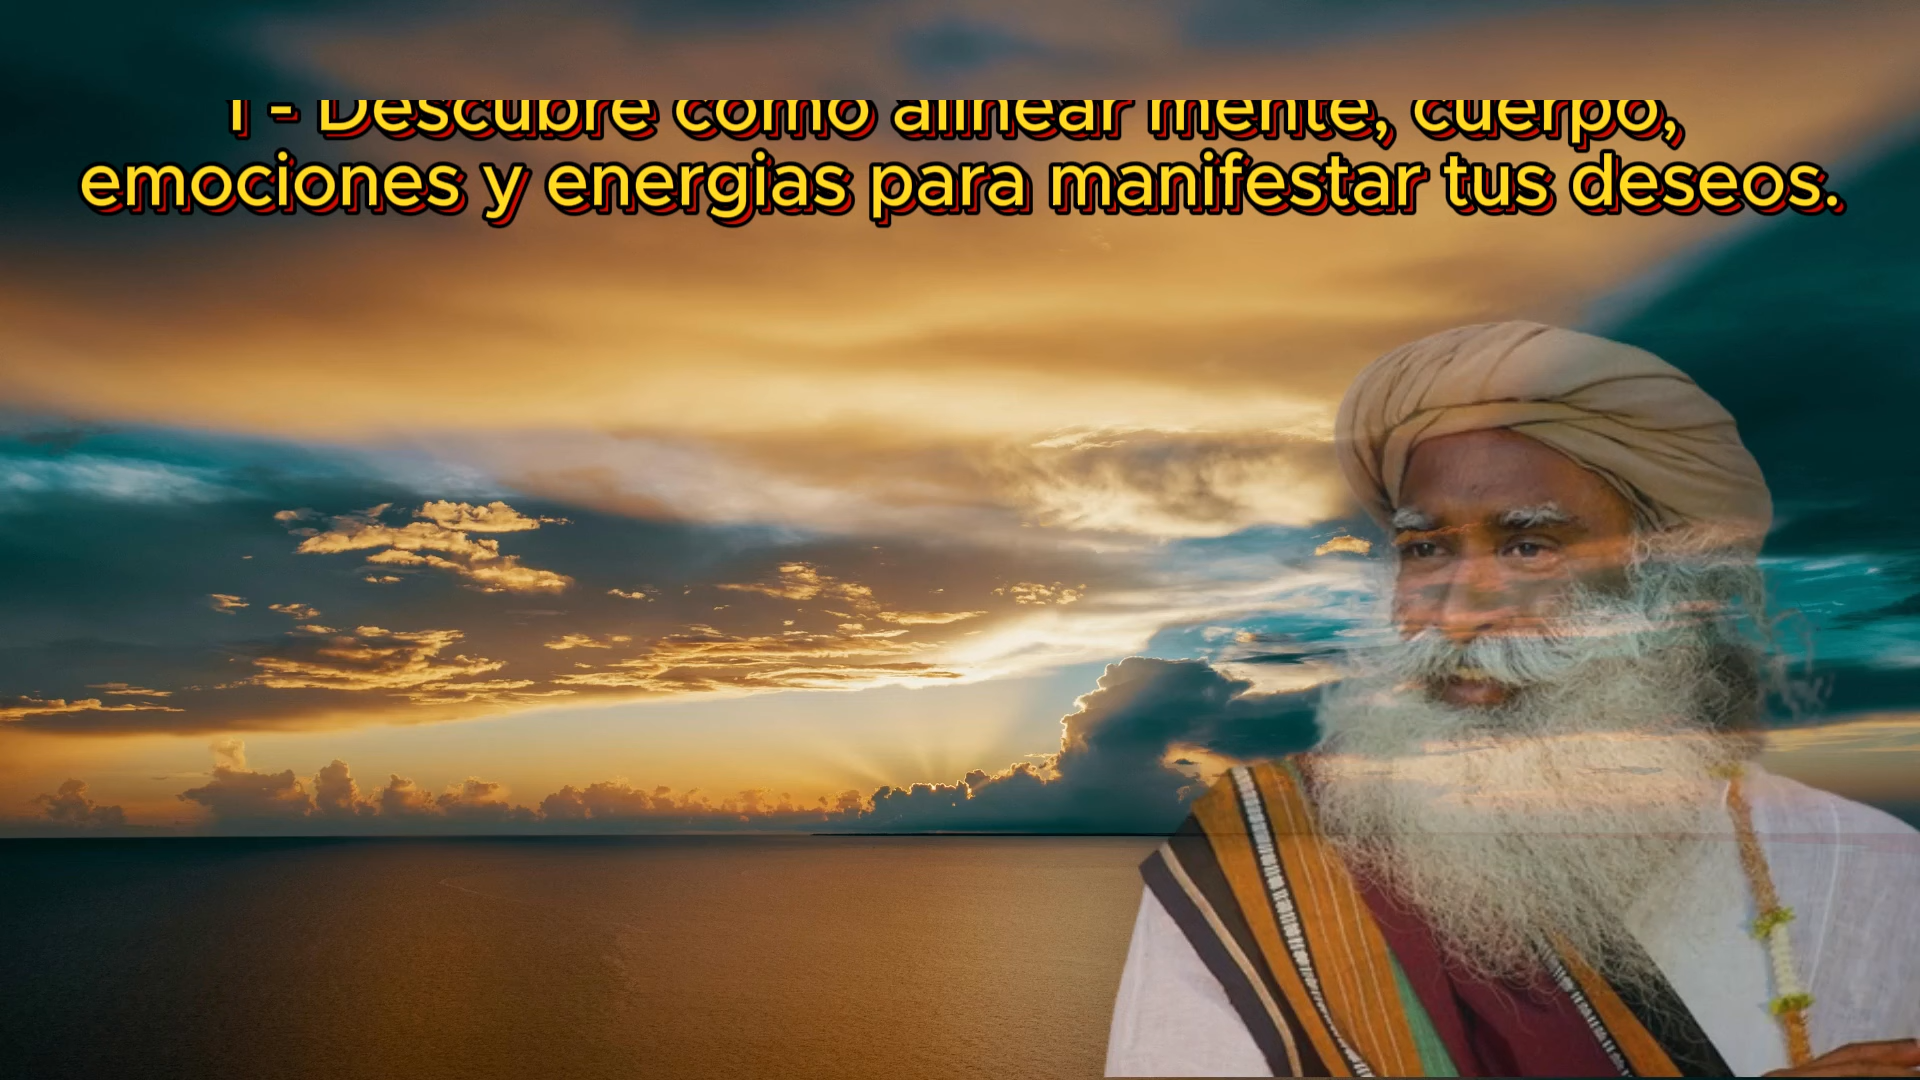 1 - Descubre como alinear mente, cuerpo,
emociones y energias para manifestar tus deseos.